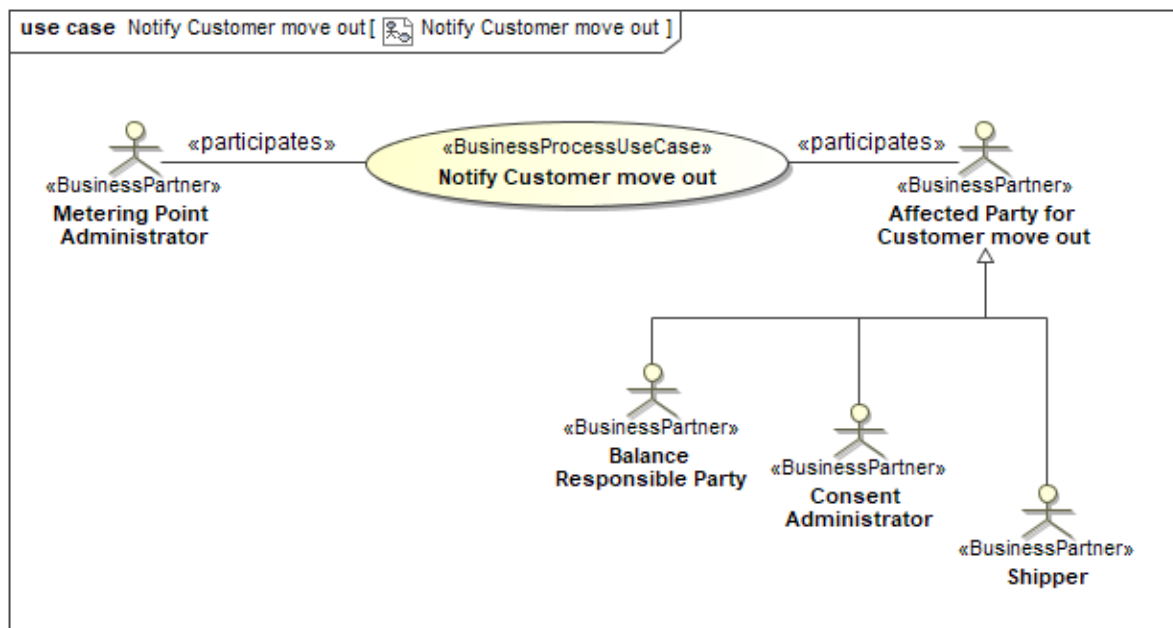 use case Notify Customer move out [ Notify Customer move out ]
«participates»
«BusinessProcessUseCase»
Notify Customer move out
«participates»
«BusinessPartner»
Metering Point
Administrator
«BusinessPartner»
Affected Party for
Customer move out
«BusinessPartner»
Balance
Responsible Party
«BusinessPartner»
Consent
Administrator
«BusinessPartner»
Shipper